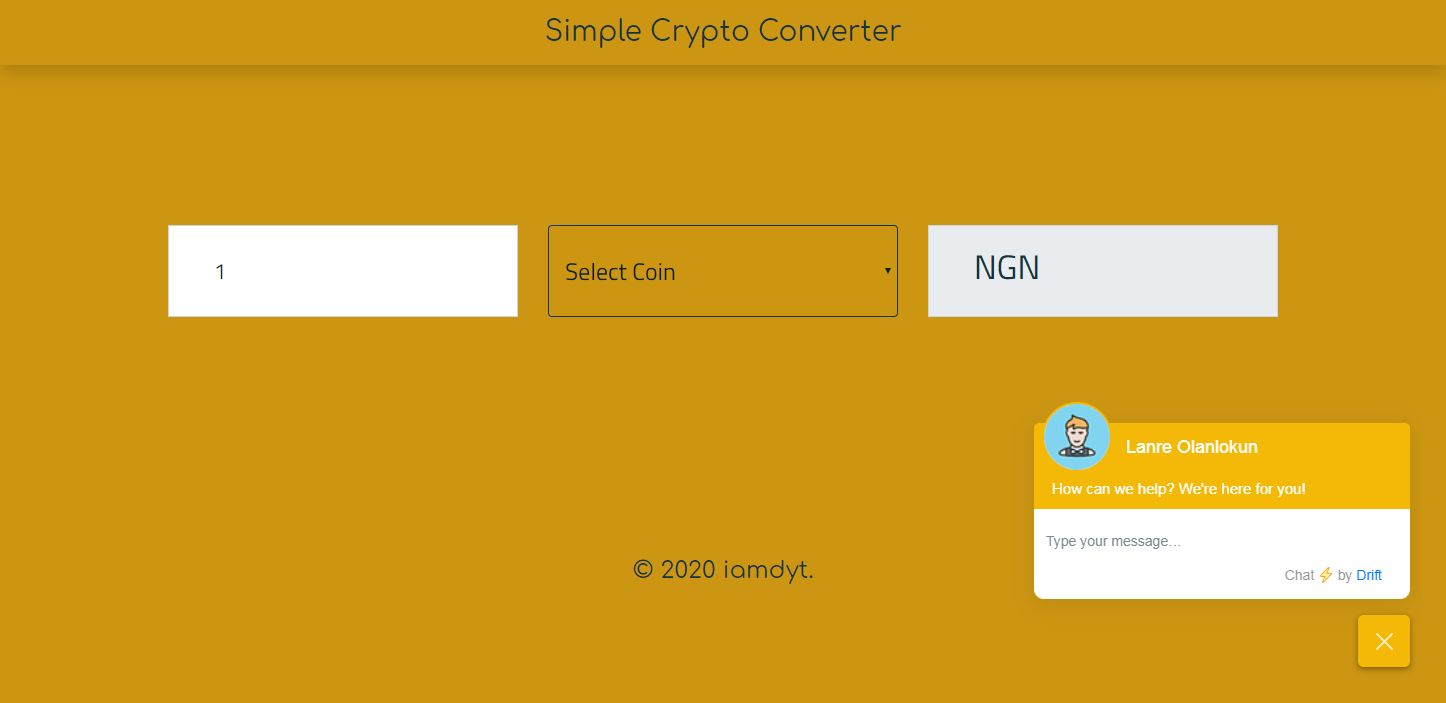 Simple Crypto Converter
1
Select Coin
NGN
Lanre Olanlokun
How can we help? We're here for you!
Type your message...
Chat ⚡ by Drift
© 2020 iamdyt.